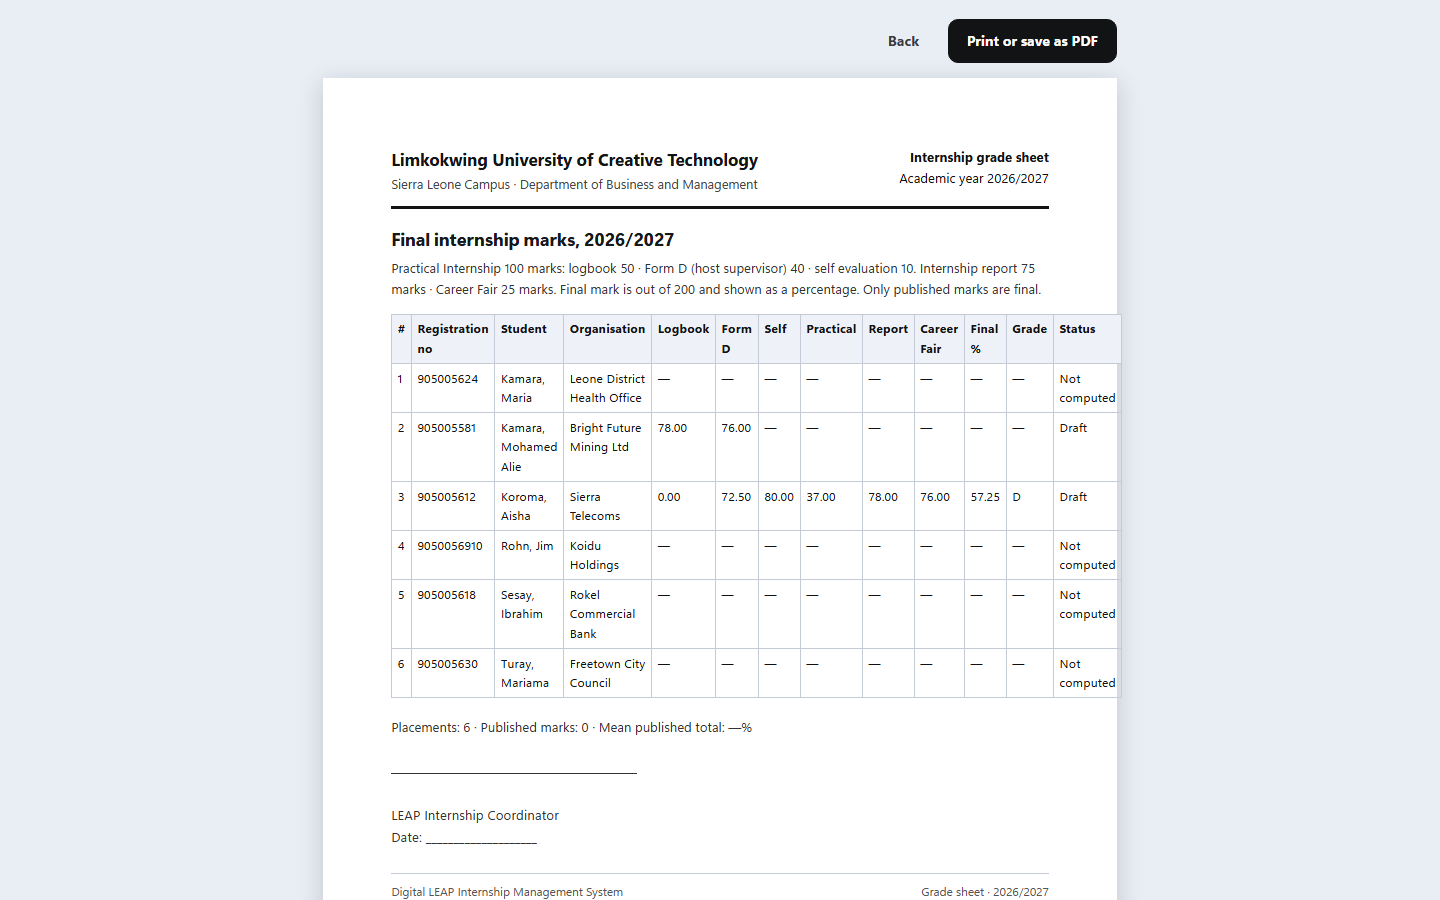 Back Print or save as PDF
Limkokwing University of Creative Technology
Sierra Leone Campus · Department of Business and Management
Internship grade sheet
Academic year 2026/2027
Final internship marks, 2026/2027
Practical Internship 100 marks: logbook 50 · Form D (host supervisor) 40 · self evaluation 10. Internship report 75
marks · Career Fair 25 marks. Final mark is out of 200 and shown as a percentage. Only published marks are final.
# Registration no Student Organisation Logbook Form D Self Practical Report Career Fair Final % Grade Status
1 905005624 Kamara, Maria Leone District Health Office — — — — — — — — Not computed
2 905005581 Kamara, Mohamed Alie Bright Future Mining Ltd 78.00 76.00 — — — — — — Draft
3 905005612 Koroma, Aisha Sierra Telecoms 0.00 72.50 80.00 37.00 78.00 76.00 57.25 D Draft
4 9050056910 Rohn, Jim Koidu Holdings — — — — — — — — Not computed
5 905005618 Sesay, Ibrahim Rokel Commercial Bank — — — — — — — — Not computed
6 905005630 Turay, Mariama Freetown City Council — — — — — — — — Not computed
Placements: 6 · Published marks: 0 · Mean published total: —%
LEAP Internship Coordinator
Date: ___________________
Digital LEAP Internship Management System Grade sheet · 2026/2027